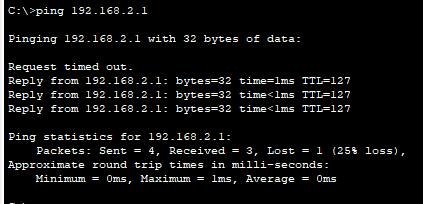 C:\>ping 192.168.2.1
Pinging 192.168.2.1 with 32 bytes of data:
Request timed out.
Reply from 192.168.2.1: bytes=32 time=1ms TTL=127
Reply from 192.168.2.1: bytes=32 time<1ms TTL=127
Reply from 192.168.2.1: bytes=32 time<1ms TTL=127
Ping statistics for 192.168.2.1:
Packets: Sent = 4, Received = 3, Lost = 1 (25% loss),
Approximate round trip times in milli-seconds:
Minimum = 0ms, Maximum = 1ms, Average = 0ms